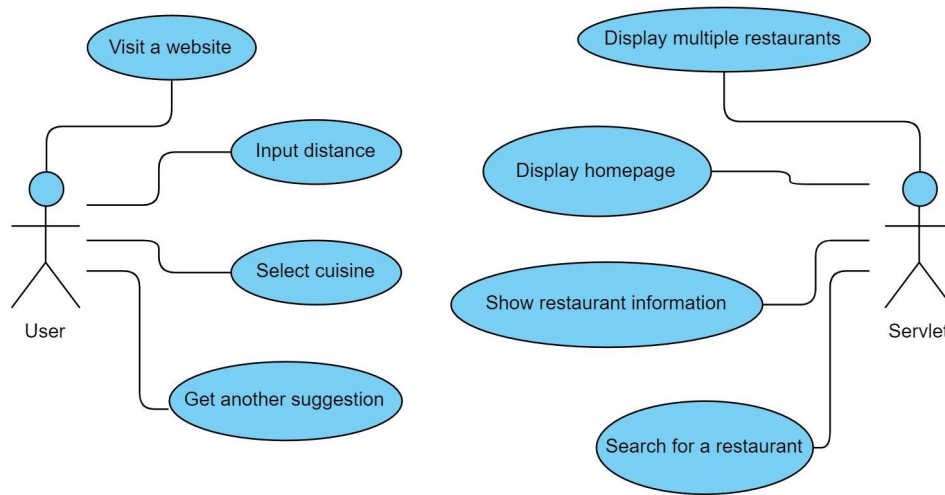 Visit a website
Input distance
Select cuisine
User
Get another suggestion
Display multiple restaurants
Display homepage
Show restaurant information
Servlet
Search for a restaurant